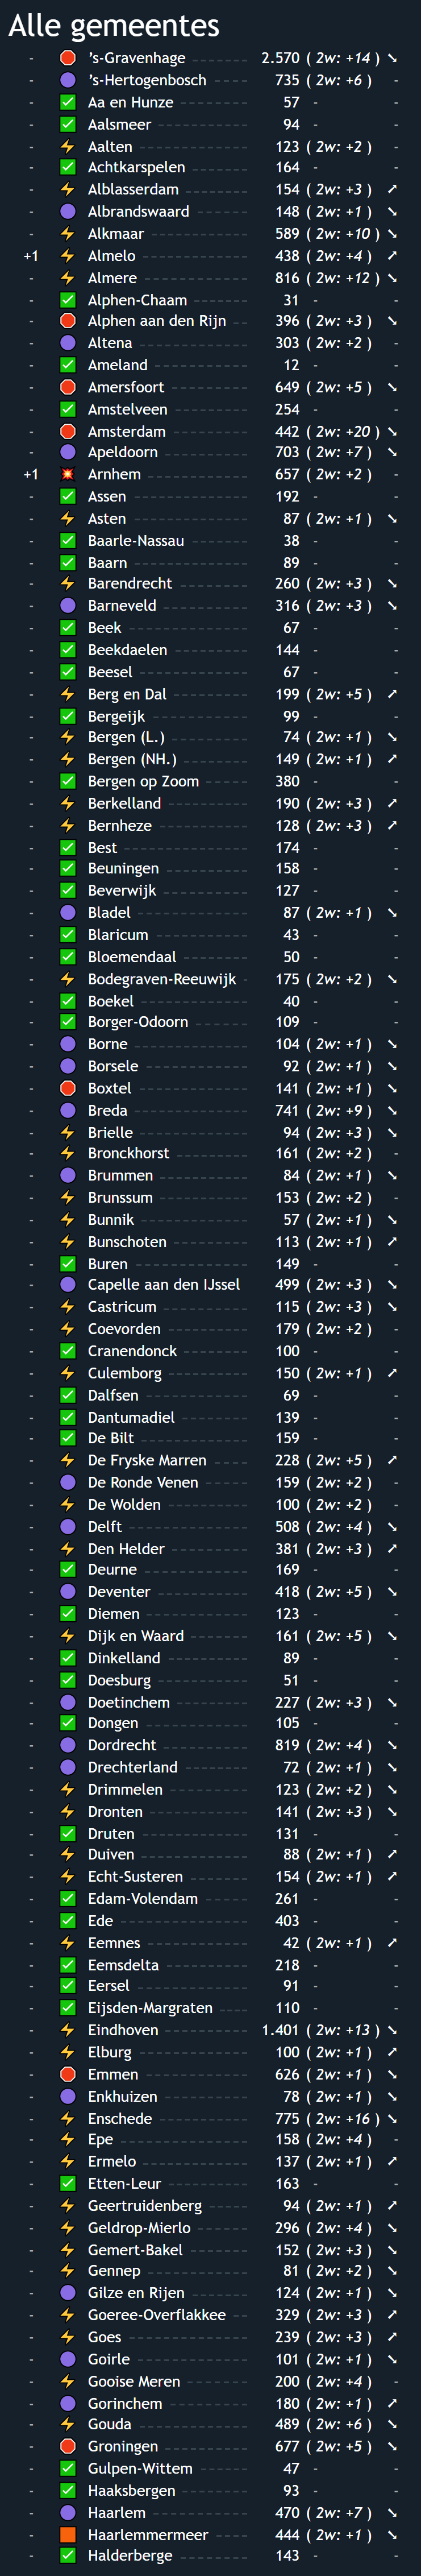 Alle gemeentes
- 's-Gravenhage 2.570 ( 2w: +14 ) ➘
- 's-Hertogenbosch 735 ( 2w: +6 ) -
- Aa en Hunze 57 - -
- Aalsmeer 94 - -
- Aalten 123 ( 2w: +2 ) -
- Achtkarspelen 164 - -
- Alblasserdam 154 ( 2w: +3 ) ➚
- Albrandswaard 148 ( 2w: +1 ) ➘
- Alkmaar 589 ( 2w: +10 ) ➘
+1 Almelo 438 ( 2w: +4 ) ➚
- Almere 816 ( 2w: +12 ) ➘
- Alphen-Chaam 31 - -
- Alphen aan den Rijn 396 ( 2w: +3 ) ➘
- Altena 303 ( 2w: +2 ) -
- Ameland 12 - -
- Amersfoort 649 ( 2w: +5 ) ➘
- Amstelveen 254 - -
- Amsterdam 442 ( 2w: +20 ) ➘
- Apeldoorn 703 ( 2w: +7 ) ➘
+1 Arnhem 657 ( 2w: +2 ) -
- Assen 192 - -
- Asten 87 ( 2w: +1 ) ➘
- Baarle-Nassau 38 - -
- Baarn 89 - -
- Barendrecht 260 ( 2w: +3 ) ➘
- Barneveld 316 ( 2w: +3 ) ➘
- Beek 67 - -
- Beekdaelen 144 - -
- Beesel 67 - -
- Berg en Dal 199 ( 2w: +5 ) ➚
- Bergeijk 99 - -
- Bergen (L.) 74 ( 2w: +1 ) ➘
- Bergen (NH.) 149 ( 2w: +1 ) ➚
- Bergen op Zoom 380 - -
- Berkelland 190 ( 2w: +3 ) ➚
- Bernheze 128 ( 2w: +3 ) ➚
- Best 174 - -
- Beuningen 158 - -
- Beverwijk 127 - -
- Bladel 87 ( 2w: +1 ) ➘
- Blaricum 43 - -
- Bloemendaal 50 - -
- Bodegraven-Reeuwijk 175 ( 2w: +2 ) ➘
- Boekel 40 - -
- Borger-Odoorn 109 - -
- Borne 104 ( 2w: +1 ) ➘
- Borsele 92 ( 2w: +1 ) ➘
- Boxtel 141 ( 2w: +1 ) ➘
- Breda 741 ( 2w: +9 ) ➘
- Brielle 94 ( 2w: +3 ) ➘
- Bronckhorst 161 ( 2w: +2 ) -
- Brummen 84 ( 2w: +1 ) ➘
- Brunssum 153 ( 2w: +2 ) -
- Bunnik 57 ( 2w: +1 ) ➘
- Bunschoten 113 ( 2w: +1 ) ➚
- Buren 149 - -
- Capelle aan den IJssel 499 ( 2w: +3 ) ➘
- Castricum 115 ( 2w: +3 ) ➘
- Coevorden 179 ( 2w: +2 ) -
- Cranendonck 100 - -
- Culemborg 150 ( 2w: +1 ) ➚
- Dalfsen 69 - -
- Dantumadiel 139 - -
- De Bilt 159 - -
- De Fryske Marren 228 ( 2w: +5 ) ➚
- De Ronde Venen 159 ( 2w: +2 ) -
- De Wolden 100 ( 2w: +2 ) -
- Delft 508 ( 2w: +4 ) ➘
- Den Helder 381 ( 2w: +3 ) ➚
- Deurne 169 - -
- Deventer 418 ( 2w: +5 ) ➘
- Diemen 123 - -
- Dijk en Waard 161 ( 2w: +5 ) ➘
- Dinkelland 89 - -
- Doesburg 51 - -
- Doetinchem 227 ( 2w: +3 ) ➘
- Dongen 105 - -
- Dordrecht 819 ( 2w: +4 ) ➘
- Drechterland 72 ( 2w: +1 ) ➘
- Drimmelen 123 ( 2w: +2 ) ➘
- Dronten 141 ( 2w: +3 ) ➘
- Druten 131 - -
- Duiven 88 ( 2w: +1 ) ➚
- Echt-Susteren 154 ( 2w: +1 ) ➚
- Edam-Volendam 261 - -
- Ede 403 - -
- Eemnes 42 ( 2w: +1 ) ➚
- Eemsdelta 218 - -
- Eersel 91 - -
- Eijsden-Margraten 110 - -
- Eindhoven 1.401 ( 2w: +13 ) ➘
- Elburg 100 ( 2w: +1 ) ➚
- Emmen 626 ( 2w: +1 ) ➘
- Enkhuizen 78 ( 2w: +1 ) ➘
- Enschede 775 ( 2w: +16 ) ➘
- Epe 158 ( 2w: +4 ) -
- Ermelo 137 ( 2w: +1 ) ➚
- Etten-Leur 163 - -
- Geertruidenberg 94 ( 2w: +1 ) ➚
- Geldrop-Mierlo 296 ( 2w: +4 ) ➘
- Gemert-Bakel 152 ( 2w: +3 ) ➘
- Gennep 81 ( 2w: +2 ) ➘
- Gilze en Rijen 124 ( 2w: +1 ) ➘
- Goeree-Overflakkee 329 ( 2w: +3 ) ➚
- Goes 239 ( 2w: +3 ) ➚
- Goirle 101 ( 2w: +1 ) ➘
- Gooise Meren 200 ( 2w: +4 ) -
- Gorinchem 180 ( 2w: +1 ) ➚
- Gouda 489 ( 2w: +6 ) ➘
- Groningen 677 ( 2w: +5 ) ➘
- Gulpen-Wittem 47 - -
- Haaksbergen 93 - -
- Haarlem 470 ( 2w: +7 ) ➘
- Haarlemmermeer 444 ( 2w: +1 ) ➘
- Halderberge 143 - -